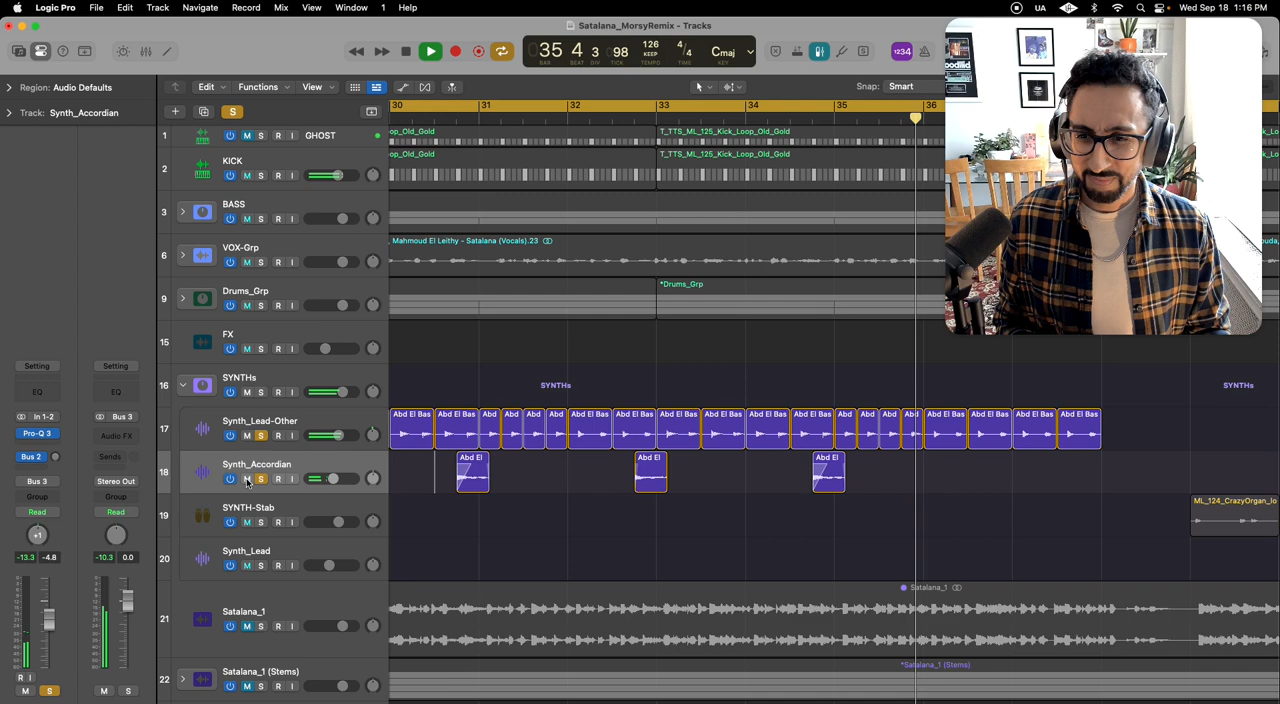 Logic Pro File Edit Track Navigate Record Mix View Window 1 Help UA Wed Sep 18 1:16 PM
Satalana_MorsyRemix - Tracks
35 4 3 098 126 4/4 Cmaj 1234 S
BAR BEAT DIV TICK KEEP TEMPO TIME KEY
Region: Audio Defaults Edit Functions View Snap: Smart
Track: Synth_Accordian S 30 31 32 33 34 35 36
1 M S R I GHOST oop_Old_Gold T_TTS_ML_125_Kick_Loop_Old_Gold
2 KICK oop_Old_Gold T_TTS_ML_125_Kick_Loop_Old_Gold
M S R I
3 BASS
M S R I
6 VOX-Grp Mahmoud El Leithy - Satalana (Vocals).23
M S R I
9 Drums_Grp *Drums_Grp
M S R I
15 FX
M S R I
16 SYNTHs SYNTHs SYNTHs
M S R I
17 Synth_Lead-Other Abd El Bas Abd El Bas Abd Abd Abd Abd Abd El Bas Abd El Bas Abd El Bas Abd El Bas Abd El Bas Abd El Bas Abd Abd Abd Abd Abd El Bas Abd El Bas Abd El Bas Abd El Bas
M S R I
18 Synth_Accordian Abd El Abd El Abd El
M S R I
19 SYNTH-Stab ML_124_CrazyOrgan_lo
M S R I
20 Synth_Lead
M S R I
21 Satalana_1 Satalana_1
M S R I
22 Satalana_1 (Stems) *Satalana_1 (Stems)
M S R I
Setting Setting
EQ EQ
In 1-2 Bus 3
Pro-Q 3 Audio FX
Bus 2 Sends
Bus 3 Stereo Out
Group Group
Read Read
+1
-13.3 -4.8 -10.3 0.0
R I
M S M S